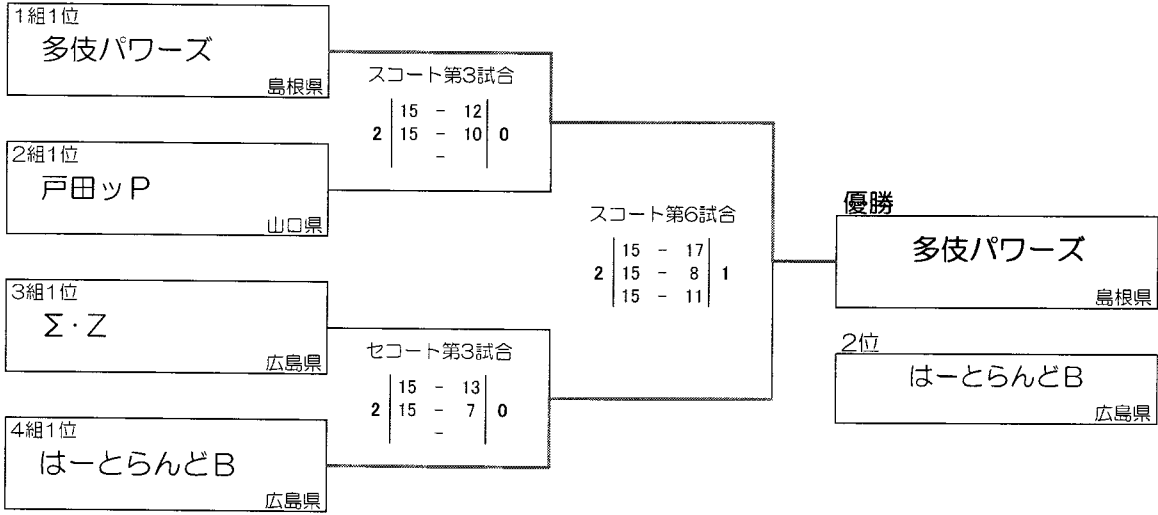 1組1位
多伎パワーズ
島根県
2組1位
戸田ッP
山口県
3組1位
Σ・Z
広島県
4組1位
はーとらんどB
広島県
スコート第3試合
15 - 12
2 15 - 10 0
-
セコート第3試合
15 - 13
2 15 - 7 0
-
スコート第6試合
15 - 17
2 15 - 8 1
15 - 11
優勝
多伎パワーズ
島根県
2位
はーとらんどB
広島県